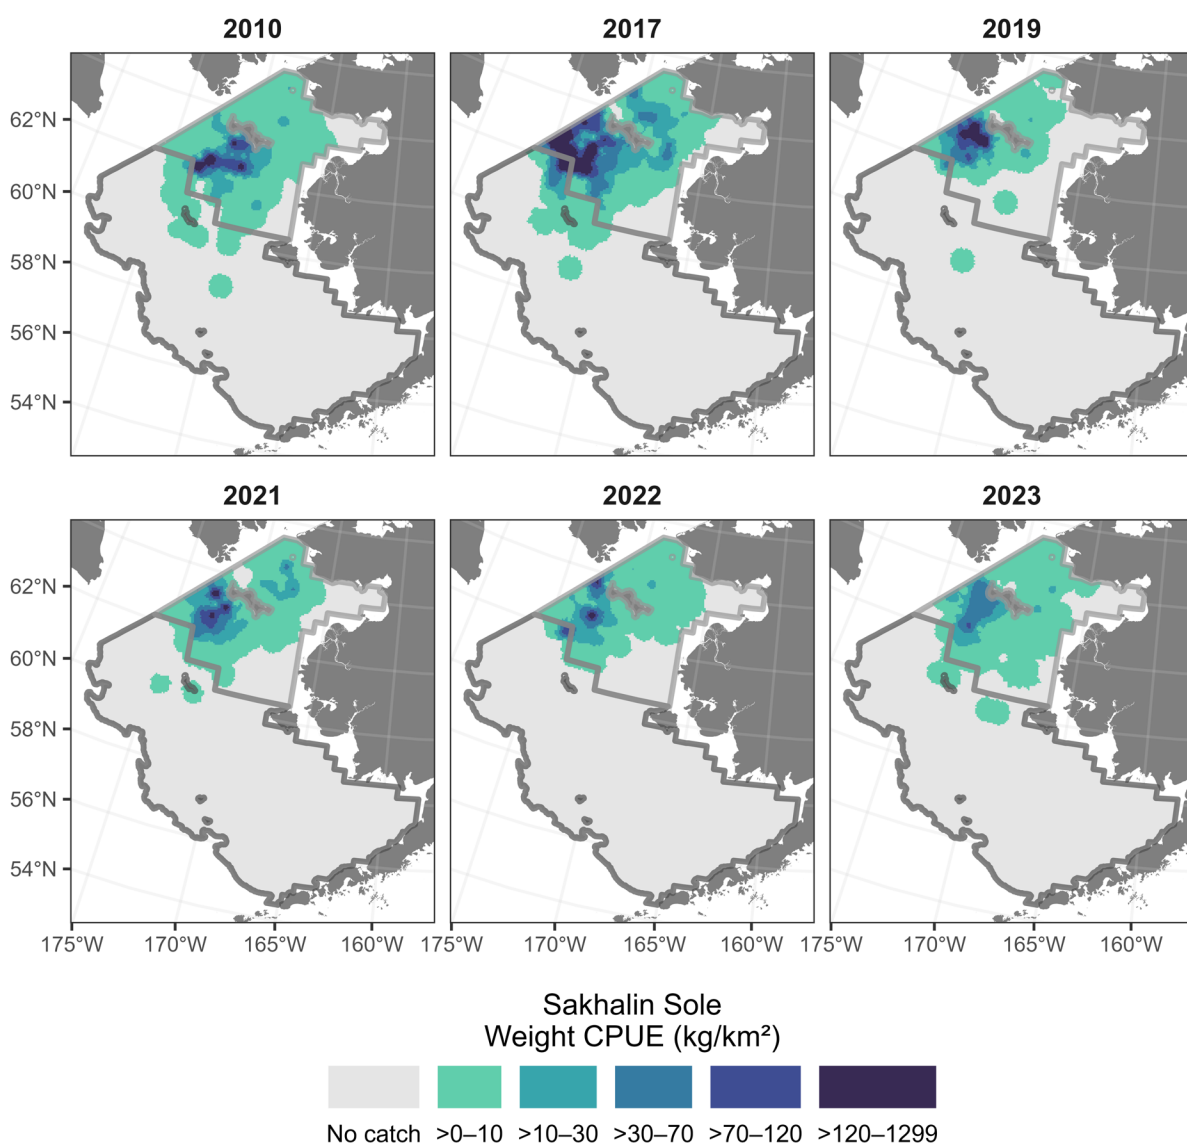 2010 2017 2019
62°N
60°N
58°N
56°N
54°N
2021 2022 2023
62°N
60°N
58°N
56°N
54°N
175°W 170°W 165°W 160°W 175°W 170°W 165°W 160°W 175°W 170°W 165°W 160°W
Sakhalin Sole
Weight CPUE (kg/km²)
No catch >0–10 >10–30 >30–70 >70–120 >120–1299